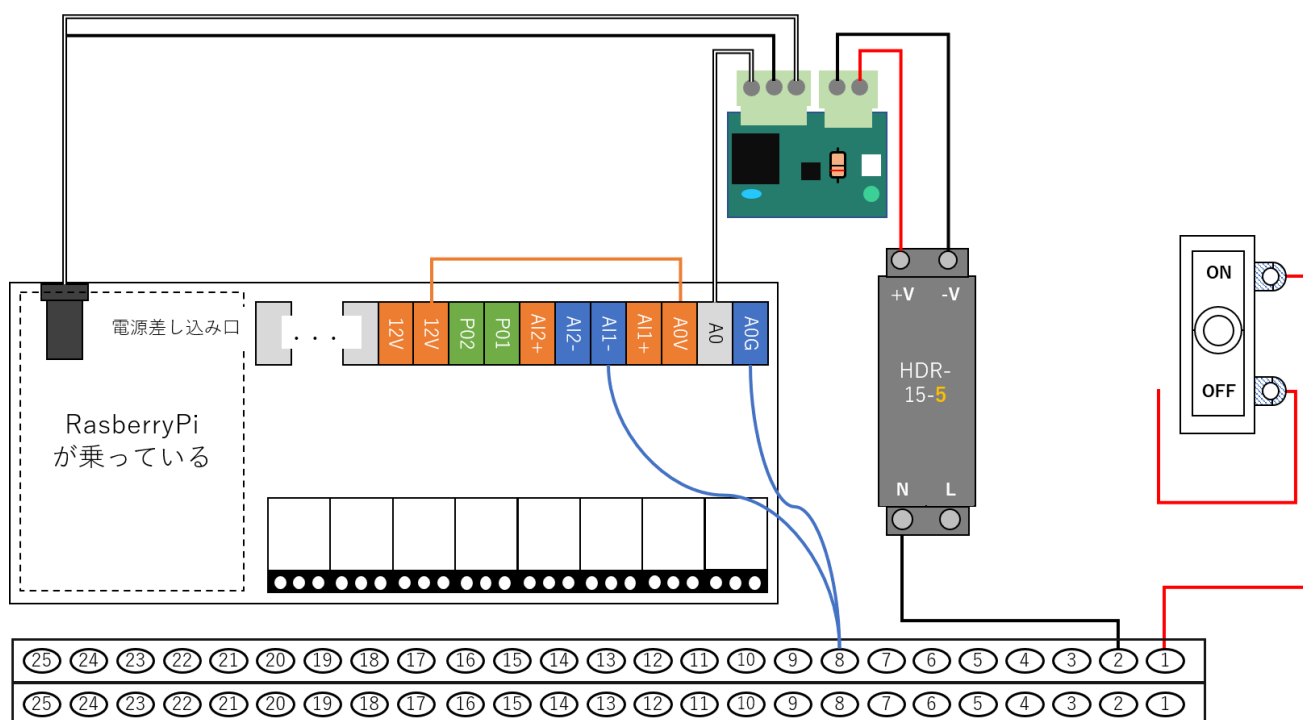 電源差し込み口
RasberryPi
が乗っている
. . .
12V
12V
P02
P01
AI2+
AI2-
AI1-
AI1+
A0V
A0
A0G
+V -V
HDR-
15-5
N L
ON
OFF
25 24 23 22 21 20 19 18 17 16 15 14 13 12 11 10 9 8 7 6 5 4 3 2 1
25 24 23 22 21 20 19 18 17 16 15 14 13 12 11 10 9 8 7 6 5 4 3 2 1